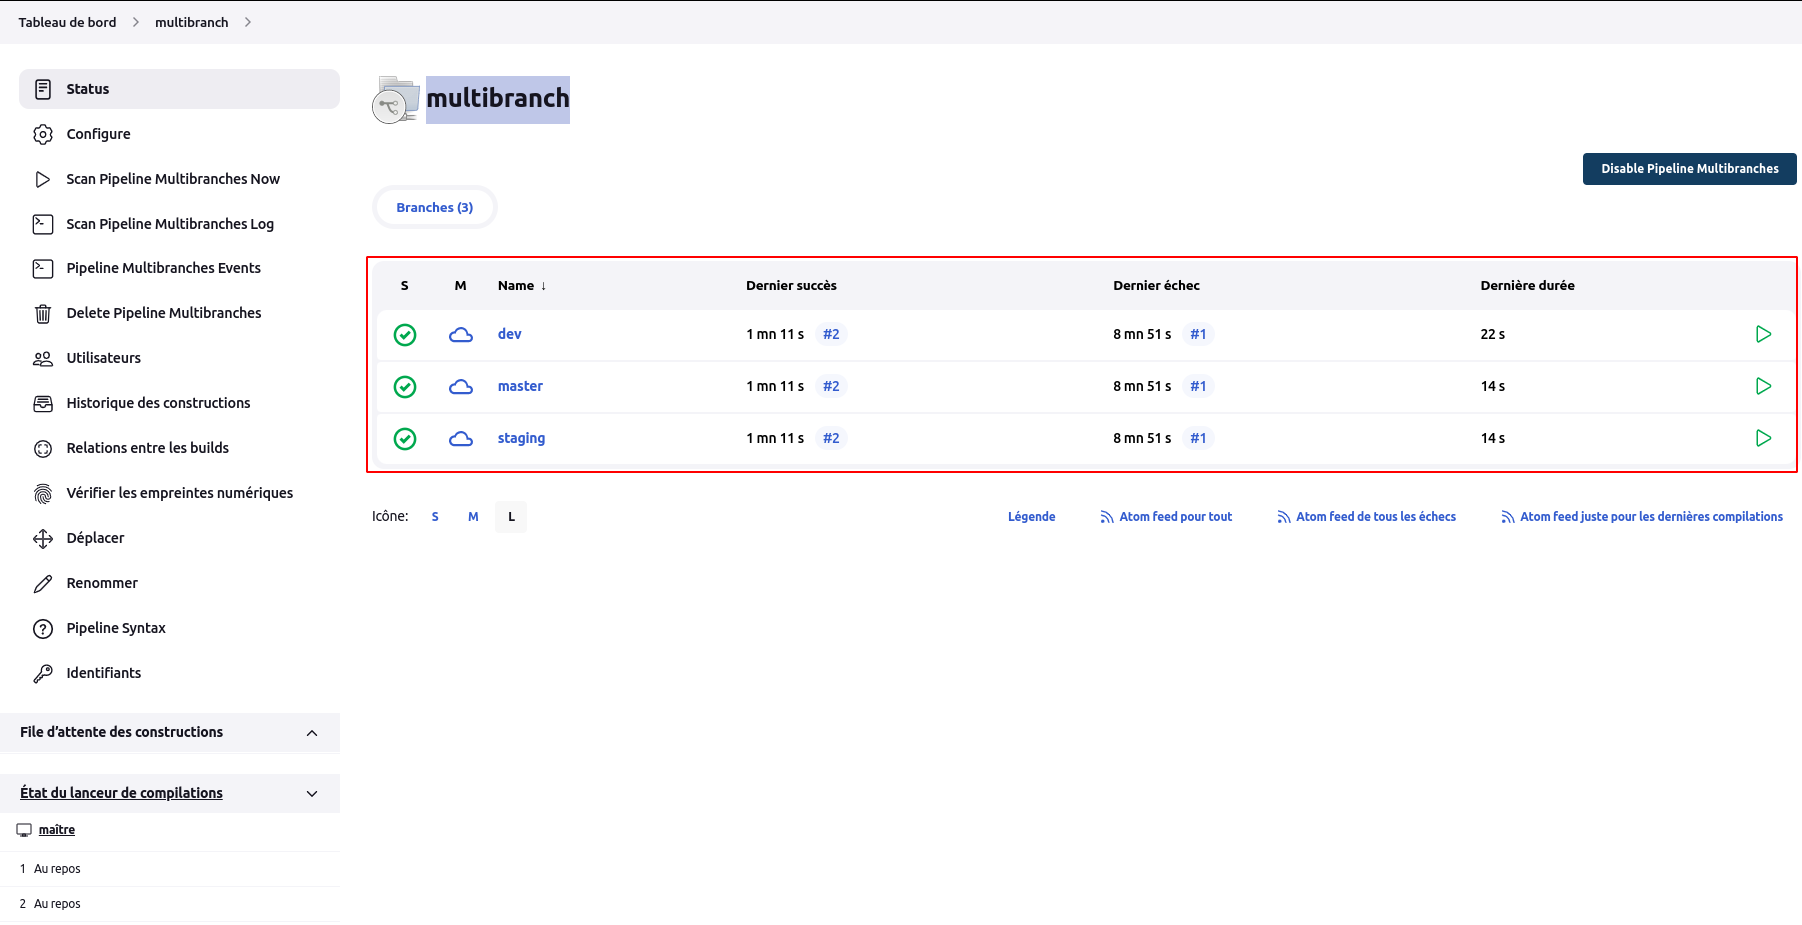 Tableau de bord > multibranch >
Status
Configure
Scan Pipeline Multibranches Now
Scan Pipeline Multibranches Log
Pipeline Multibranches Events
Delete Pipeline Multibranches
Utilisateurs
Historique des constructions
Relations entre les builds
Vérifier les empreintes numériques
Déplacer
Renommer
Pipeline Syntax
Identifiants
File d’attente des constructions
État du lanceur de compilations
maître
1 Au repos
2 Au repos
multibranch
Disable Pipeline Multibranches
Branches (3)
S M Name ↓ Dernier succès Dernier échec Dernière durée
dev 1 mn 11 s #2 8 mn 51 s #1 22 s
master 1 mn 11 s #2 8 mn 51 s #1 14 s
staging 1 mn 11 s #2 8 mn 51 s #1 14 s
Icône: S M L Légende Atom feed pour tout Atom feed de tous les échecs Atom feed juste pour les dernières compilations